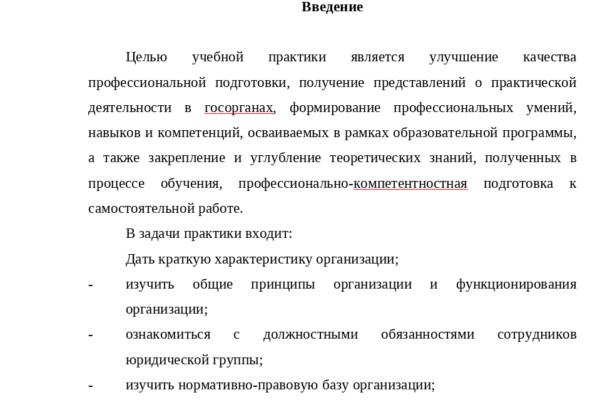 Введение
Целью учебной практики является улучшение качества
профессиональной подготовки, получение представлений о практической
деятельности в госорганах, формирование профессиональных умений,
навыков и компетенций, осваиваемых в рамках образовательной программы,
а также закрепление и углубление теоретических знаний, полученных в
процессе обучения, профессионально-компетентностная подготовка к
самостоятельной работе.
В задачи практики входит:
Дать краткую характеристику организации;
- изучить общие принципы организации и функционирования
организации;
- ознакомиться с должностными обязанностями сотрудников
юридической группы;
- изучить нормативно-правовую базу организации;